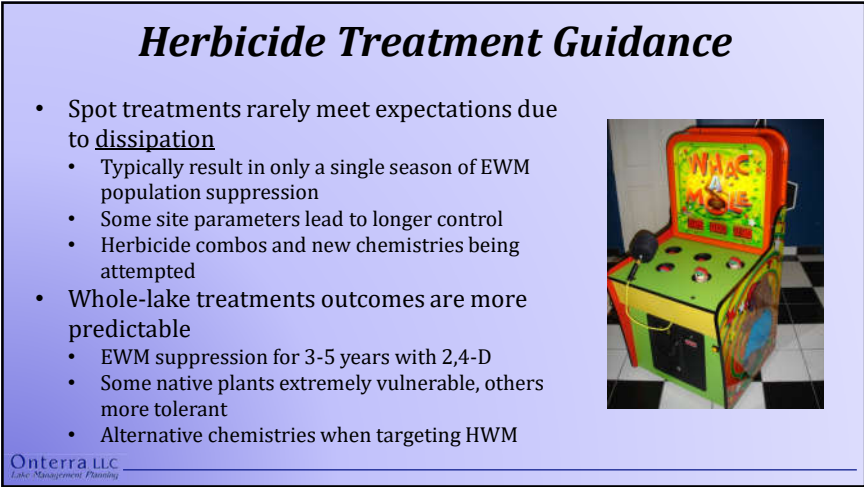 Herbicide Treatment Guidance
• Spot treatments rarely meet expectations due
to dissipation
• Typically result in only a single season of EWM
population suppression
• Some site parameters lead to longer control
• Herbicide combos and new chemistries being
attempted
• Whole-lake treatments outcomes are more
predictable
• EWM suppression for 3-5 years with 2,4-D
• Some native plants extremely vulnerable, others
more tolerant
• Alternative chemistries when targeting HWM
WHAC
A
MOLE
Onterra LLC
Lake Management Planning